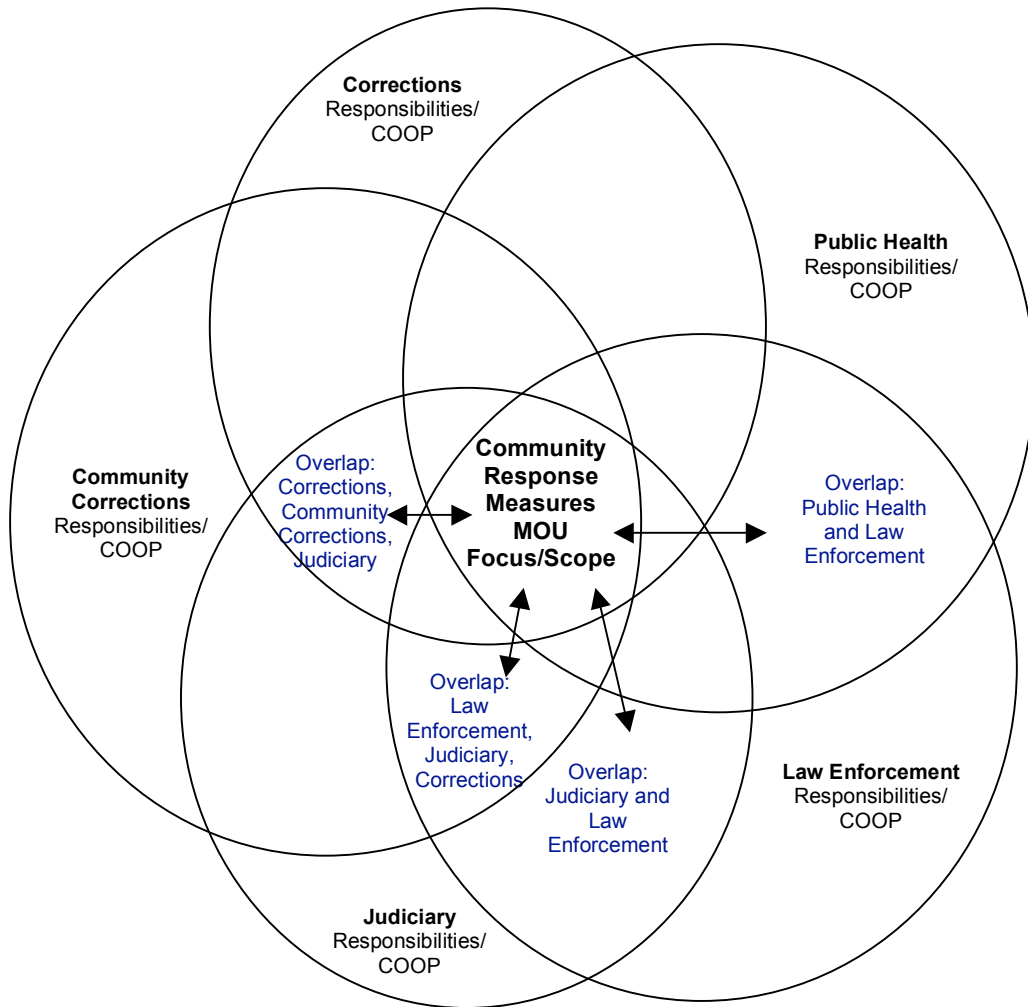 Corrections
Responsibilities/
COOP
Public Health
Responsibilities/
COOP
Community
Corrections
Responsibilities/
COOP
Overlap:
Corrections,
Community
Corrections,
Judiciary
Community
Response
Measures
MOU
Focus/Scope
Overlap:
Public Health
and Law
Enforcement
Overlap:
Law
Enforcement,
Judiciary,
Corrections
Overlap:
Judiciary and
Law
Enforcement
Law Enforcement
Responsibilities/
COOP
Judiciary
Responsibilities/
COOP